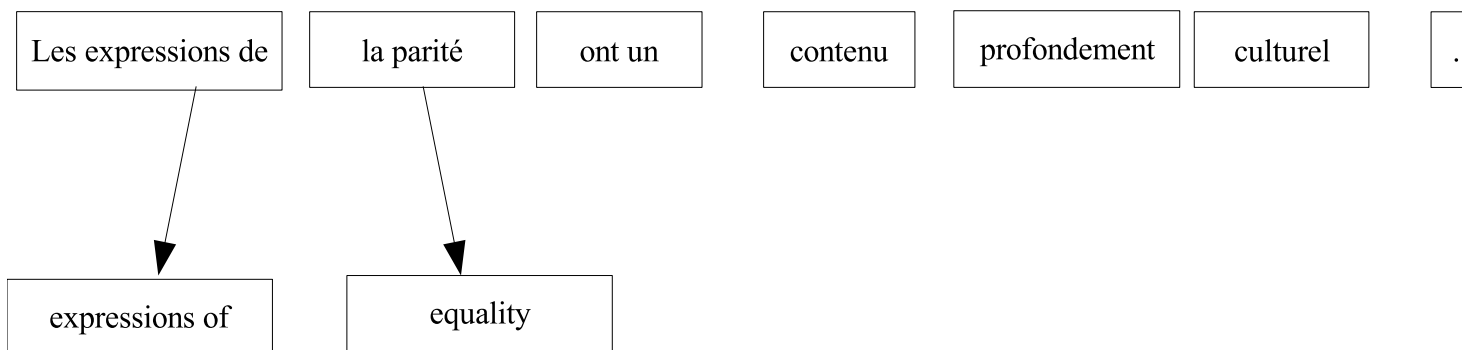 Les expressions de la parité ont un contenu profondement culturel .
expressions of equality